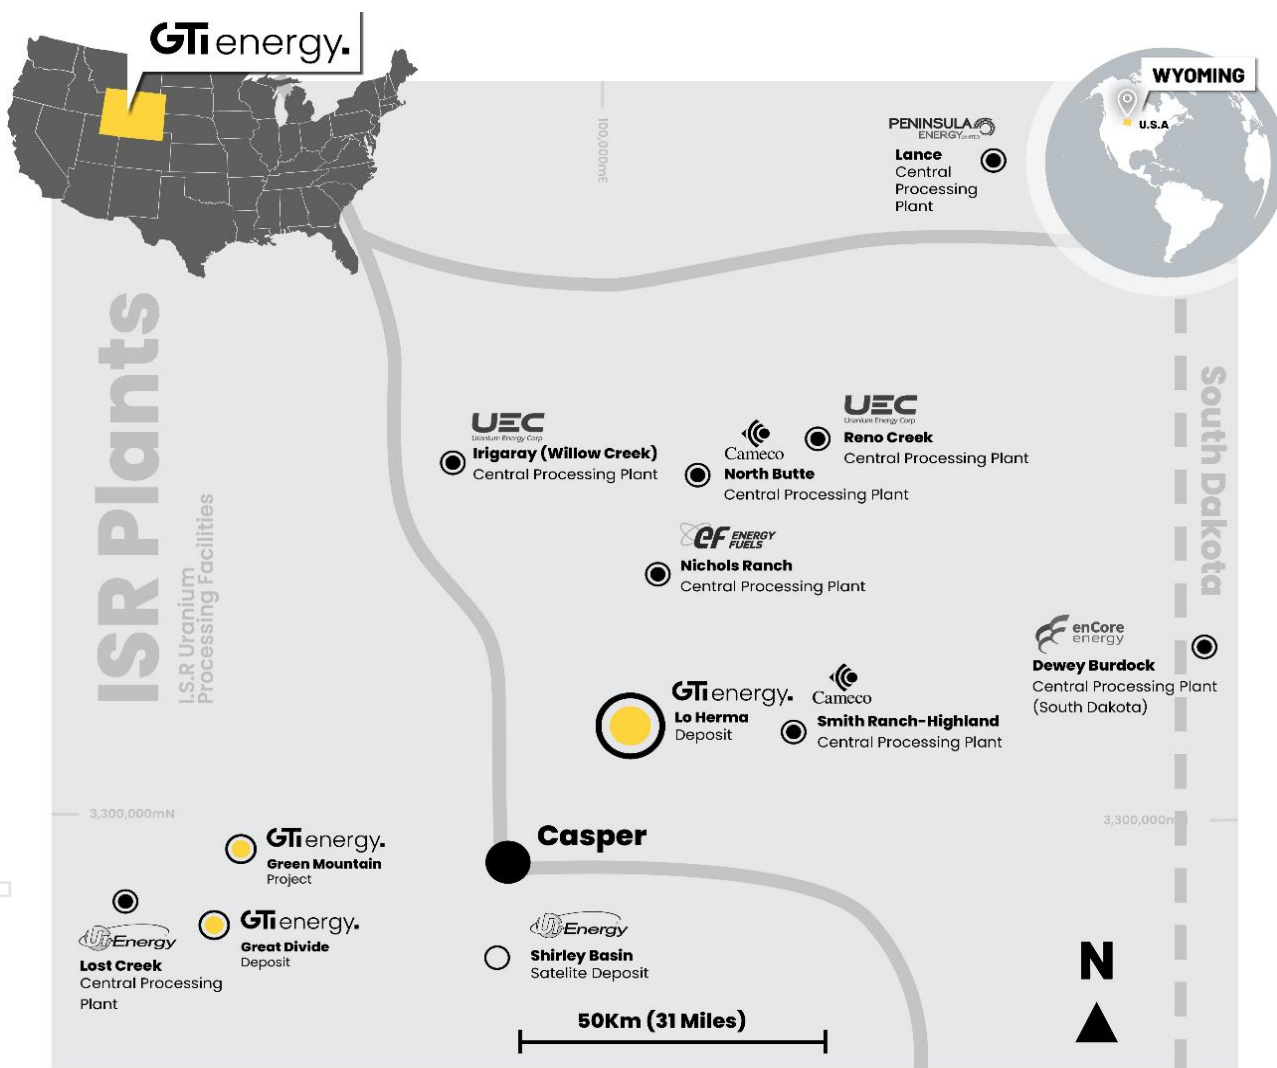 GTi energy.
WYOMING
U.S.A
100,000mE
PENINSULA
ENERGY LIMITED
Lance
Central
Processing
Plant
ISR Plants
I.S.R Uranium
Processing Facilities
South Dakota
UEC
Uranium Energy Corp
Irigaray (Willow Creek)
Central Processing Plant
Cameco
North Butte
Central Processing Plant
UEC
Uranium Energy Corp
Reno Creek
Central Processing Plant
eF ENERGY
FUELS
Nichols Ranch
Central Processing Plant
enCore
energy
Dewey Burdock
Central Processing Plant
(South Dakota)
GTi energy.
Lo Herma
Deposit
Cameco
Smith Ranch-Highland
Central Processing Plant
3,300,000mN
3,300,000m
Casper
GTi energy.
Green Mountain
Project
Ur Energy
Lost Creek
Central Processing
Plant
GTi energy.
Great Divide
Deposit
Ur Energy
Shirley Basin
Satelite Deposit
N
50Km (31 Miles)